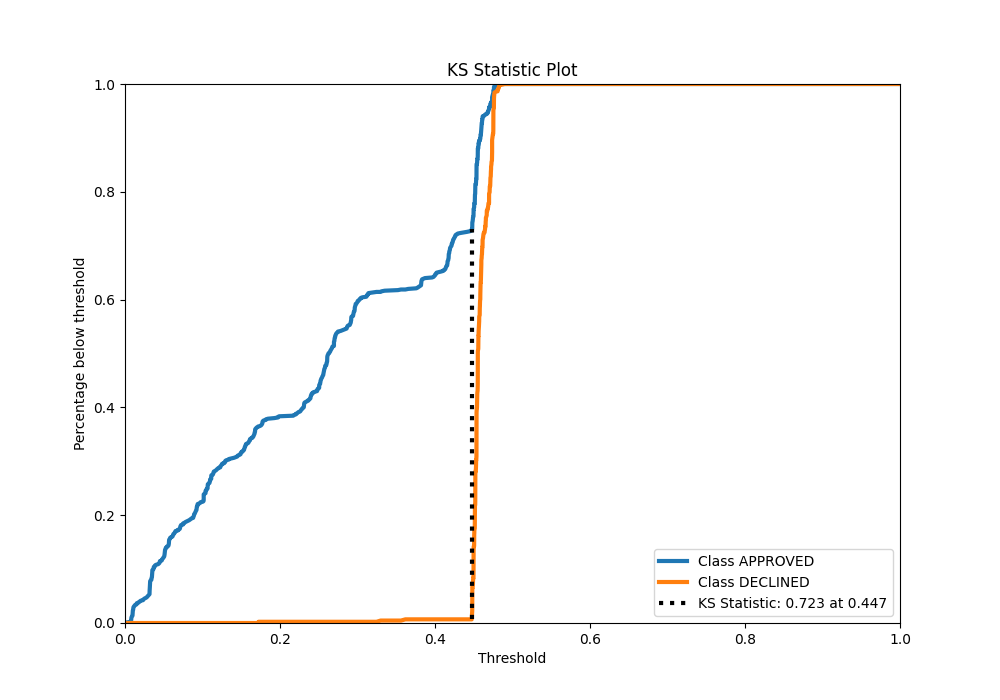 KS Statistic Plot
1.0
0.8
0.6
0.4
0.2
0.0
Percentage below threshold
0.0 0.2 0.4 0.6 0.8 1.0
Threshold
Class APPROVED
Class DECLINED
KS Statistic: 0.723 at 0.447